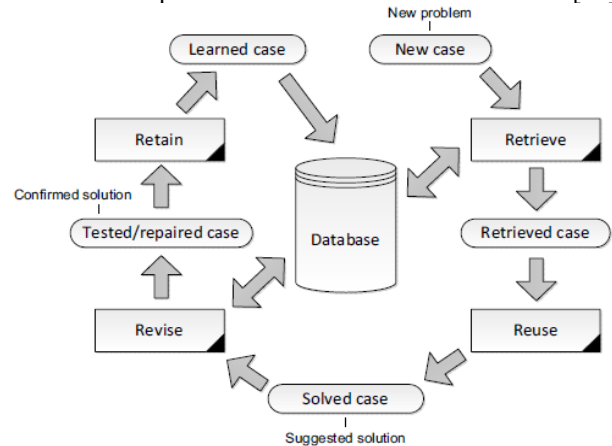 New problem
Learned case
New case
Retain
Retrieve
Confirmed solution
Tested/repaired case
Database
Retrieved case
Revise
Reuse
Solved case
Suggested solution